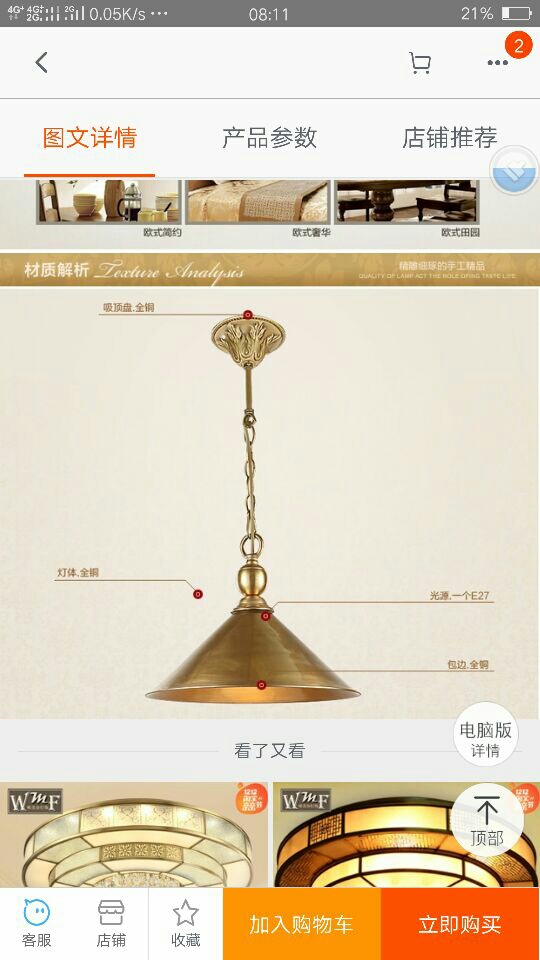 4G+ 4G+ 2G 2G 0.05K/s ··· 08:11 21%
2
图文详情 产品参数 店铺推荐
欧式简约 欧式奢华 欧式田园
材质解析 Texture Analysis 精雕细琢的手工精品
QUALITY OF LAMP ACT THE ROLE OFING TASTE LIFE
吸顶盘.全铜
灯体.全铜
光源.一个E27
包边.全铜
看了又看
电脑版
详情
WmF 12.12
WmF 12.12
顶部
客服 店铺 收藏 加入购物车 立即购买